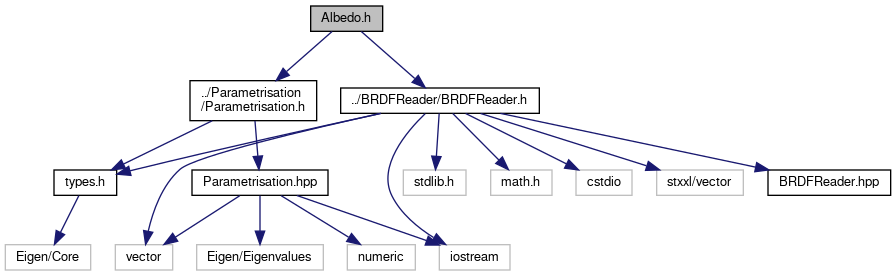 Albedo.h
../Parametrisation
/Parametrisation.h
../BRDFReader/BRDFReader.h
types.h
Parametrisation.hpp
stdlib.h
math.h
cstdio
stxxl/vector
BRDFReader.hpp
Eigen/Core
vector
Eigen/Eigenvalues
numeric
iostream